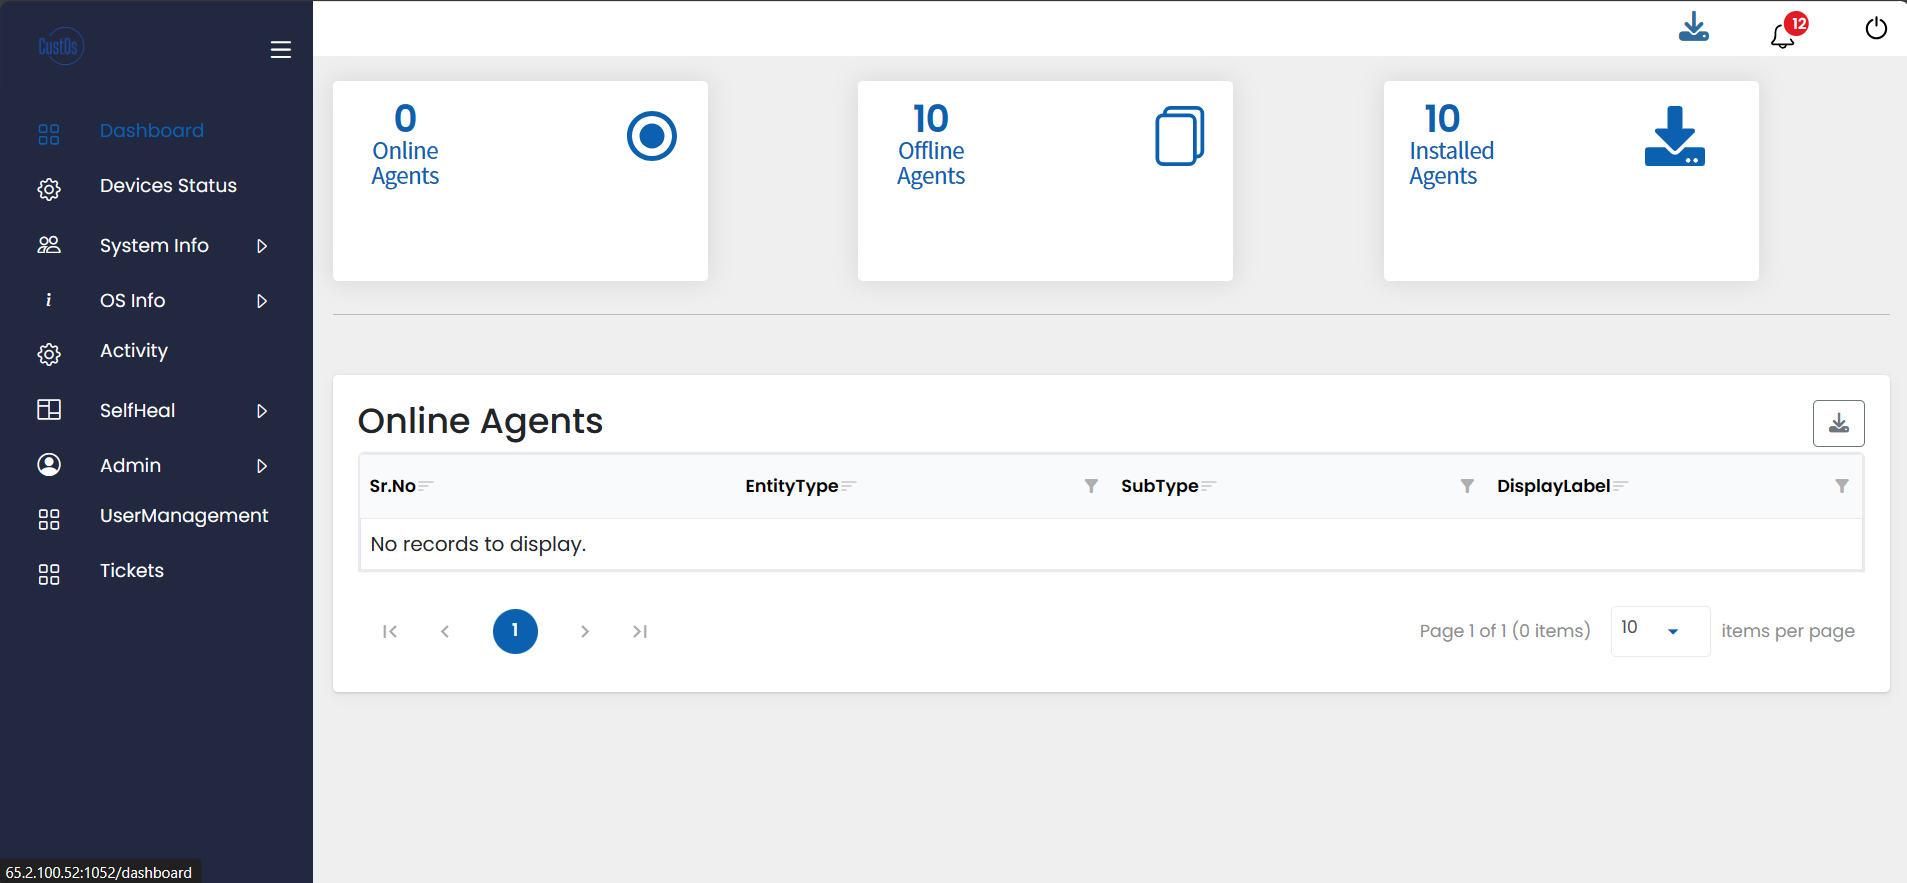 CustOs
12
Dashboard
Devices Status
System Info
OS Info
Activity
SelfHeal
Admin
UserManagement
Tickets
0
Online
Agents
10
Offline
Agents
10
Installed
Agents
Online Agents
Sr.No EntityType SubType DisplayLabel
No records to display.
1
Page 1 of 1 (0 items) 10 items per page
65.2.100.52:1052/dashboard